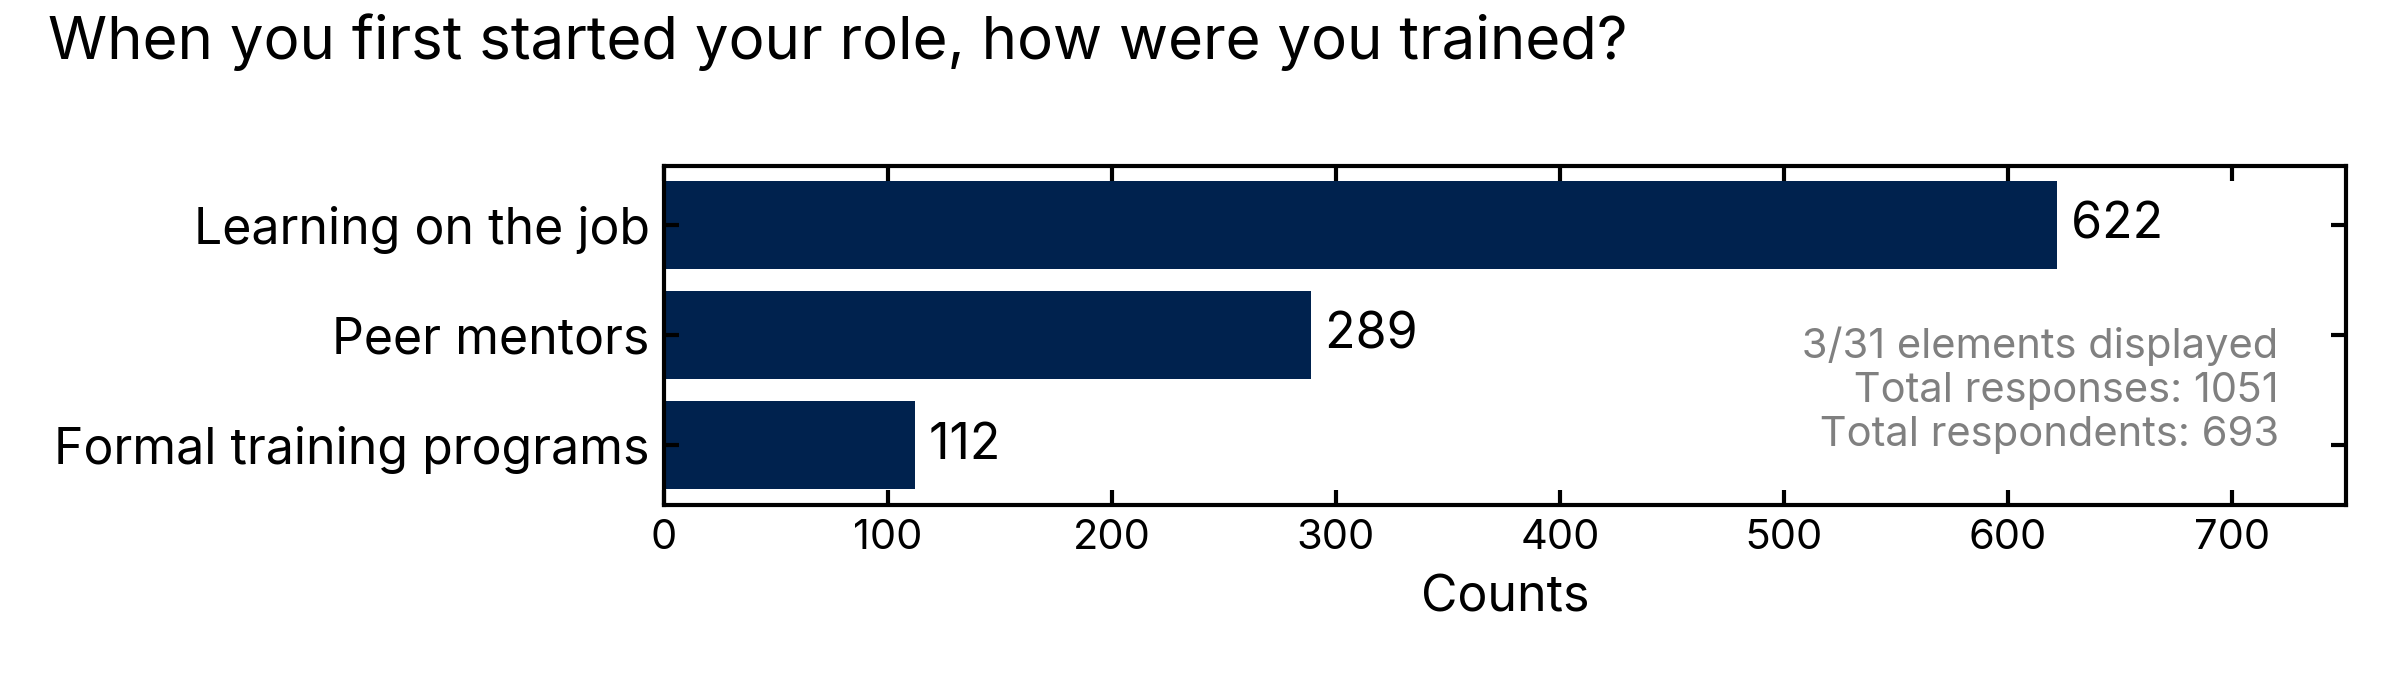 When you first started your role, how were you trained?
Learning on the job
622
Peer mentors
289
3/31 elements displayed
Total responses: 1051
Total respondents: 693
Formal training programs
112
0 100 200 300 400 500 600 700
Counts